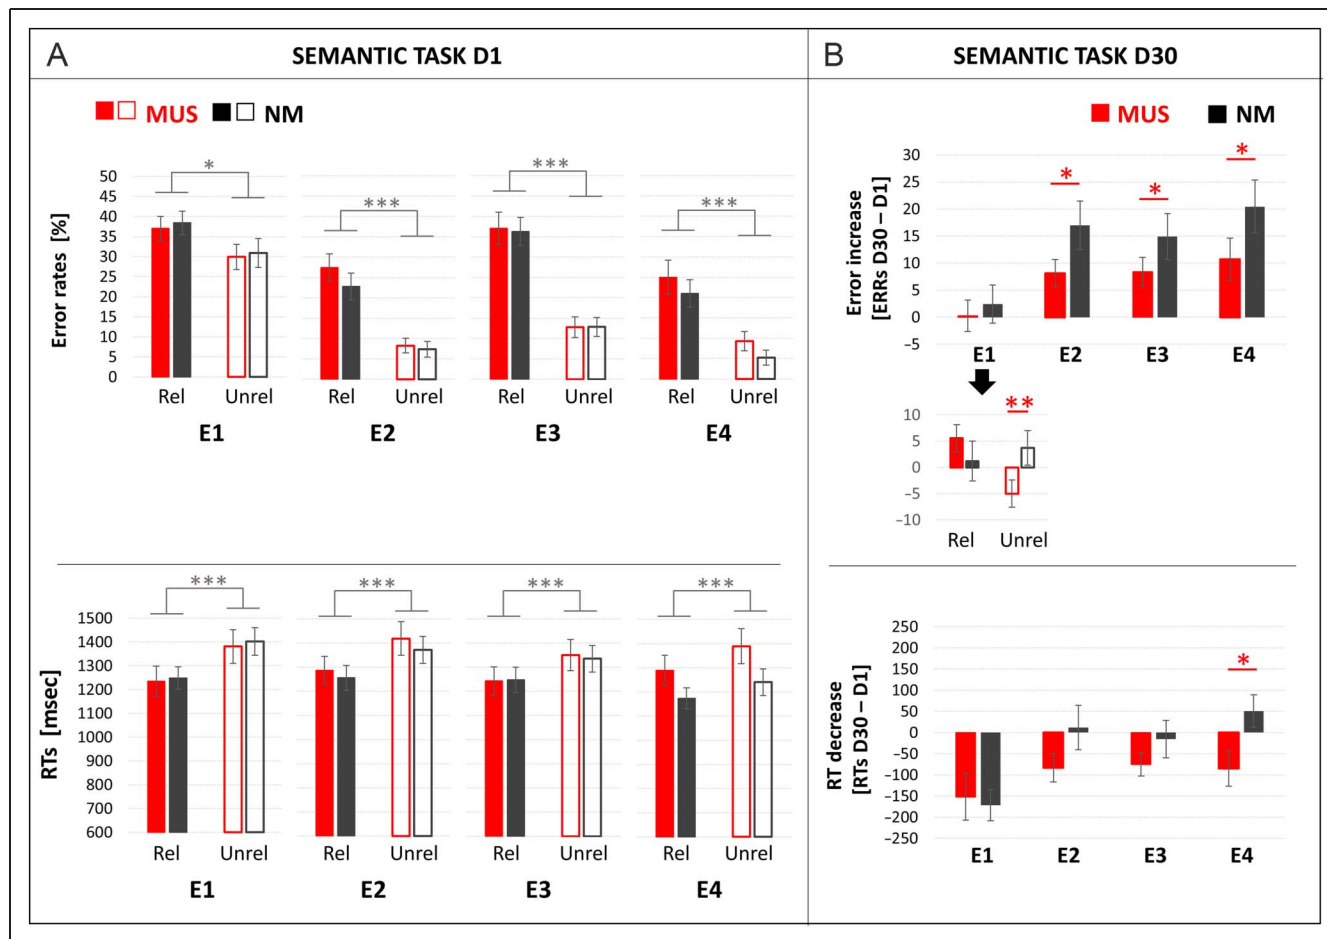 A SEMANTIC TASK D1
MUS NM
* *** *** ***
Error rates [%]
50
45
40
35
30
25
20
15
10
5
0
Rel Unrel Rel Unrel Rel Unrel Rel Unrel
E1 E2 E3 E4
*** *** *** ***
RTs [msec]
1500
1400
1300
1200
1100
1000
900
800
700
600
Rel Unrel Rel Unrel Rel Unrel Rel Unrel
E1 E2 E3 E4
B SEMANTIC TASK D30
MUS NM
* * *
Error increase
[ERRs D30 – D1]
30
25
20
15
10
5
0
–5
E1 E2 E3 E4
**
10
5
0
–5
–10
Rel Unrel
*
RT decrease
[RTs D30 – D1]
250
200
150
100
50
0
–50
–100
–150
–200
–250
E1 E2 E3 E4